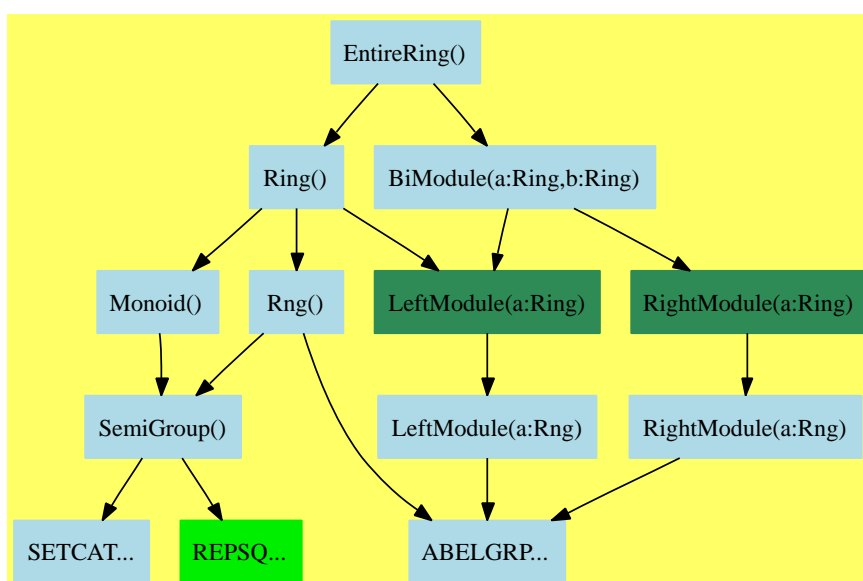 EntireRing()
Ring()
BiModule(a:Ring,b:Ring)
Monoid()
Rng()
LeftModule(a:Ring)
RightModule(a:Ring)
SemiGroup()
LeftModule(a:Rng)
RightModule(a:Rng)
SETCAT...
REPSQ...
ABELGRP...